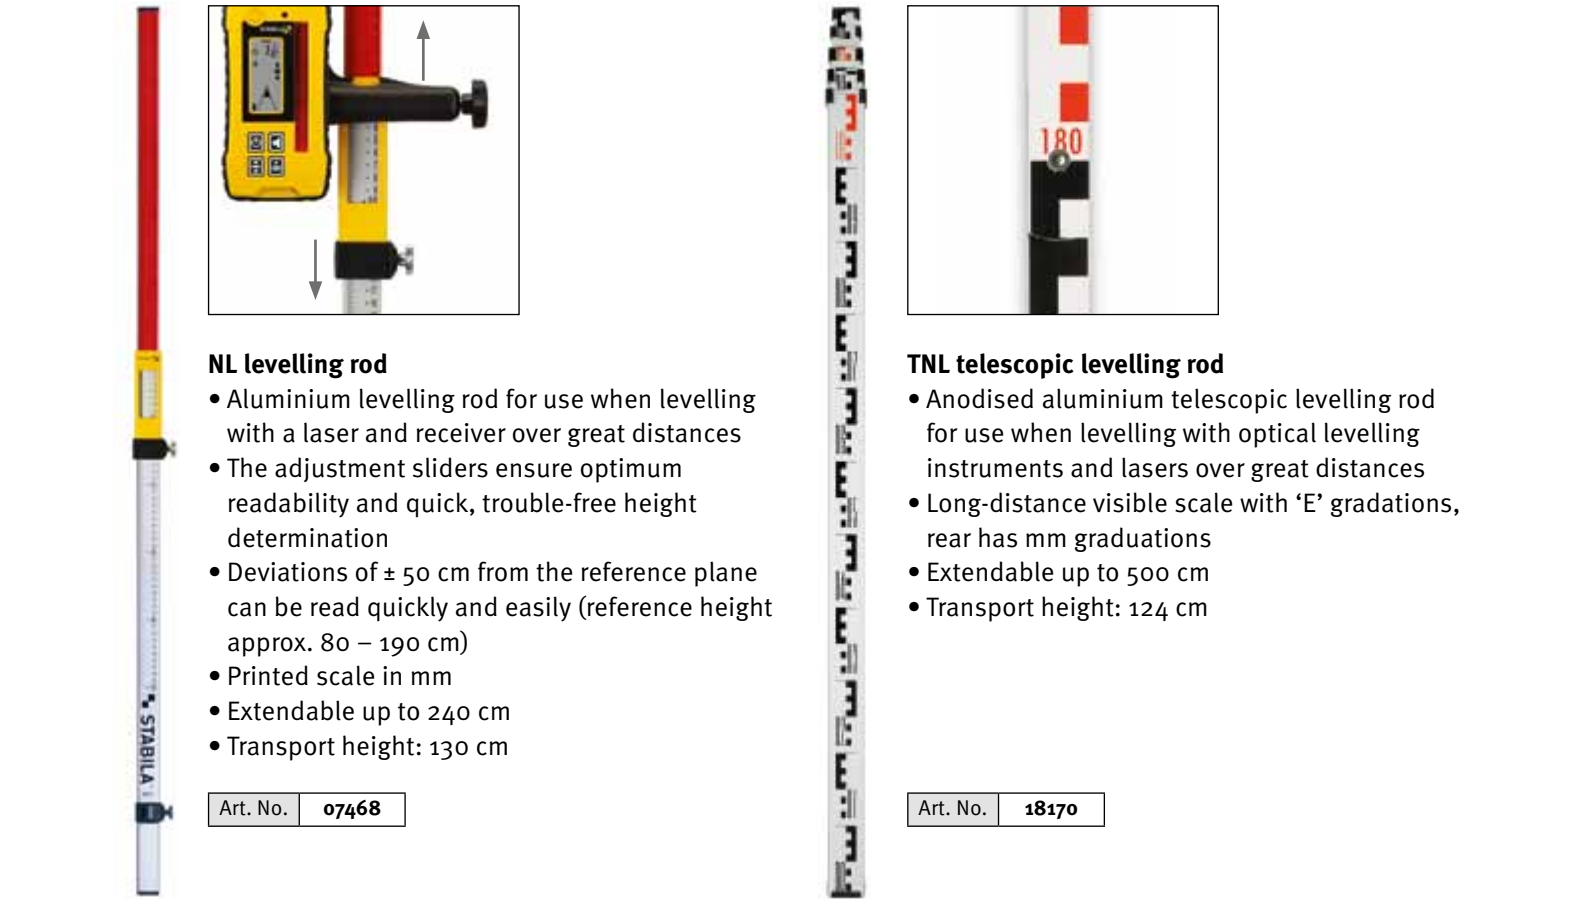 NL levelling rod
• Aluminium levelling rod for use when levelling
with a laser and receiver over great distances
• The adjustment sliders ensure optimum
readability and quick, trouble-free height
determination
• Deviations of ± 50 cm from the reference plane
can be read quickly and easily (reference height
approx. 80 – 190 cm)
• Printed scale in mm
• Extendable up to 240 cm
• Transport height: 130 cm
Art. No. 07468
STABILA
180
TNL telescopic levelling rod
• Anodised aluminium telescopic levelling rod
for use when levelling with optical levelling
instruments and lasers over great distances
• Long-distance visible scale with ‘E’ gradations,
rear has mm graduations
• Extendable up to 500 cm
• Transport height: 124 cm
Art. No. 18170